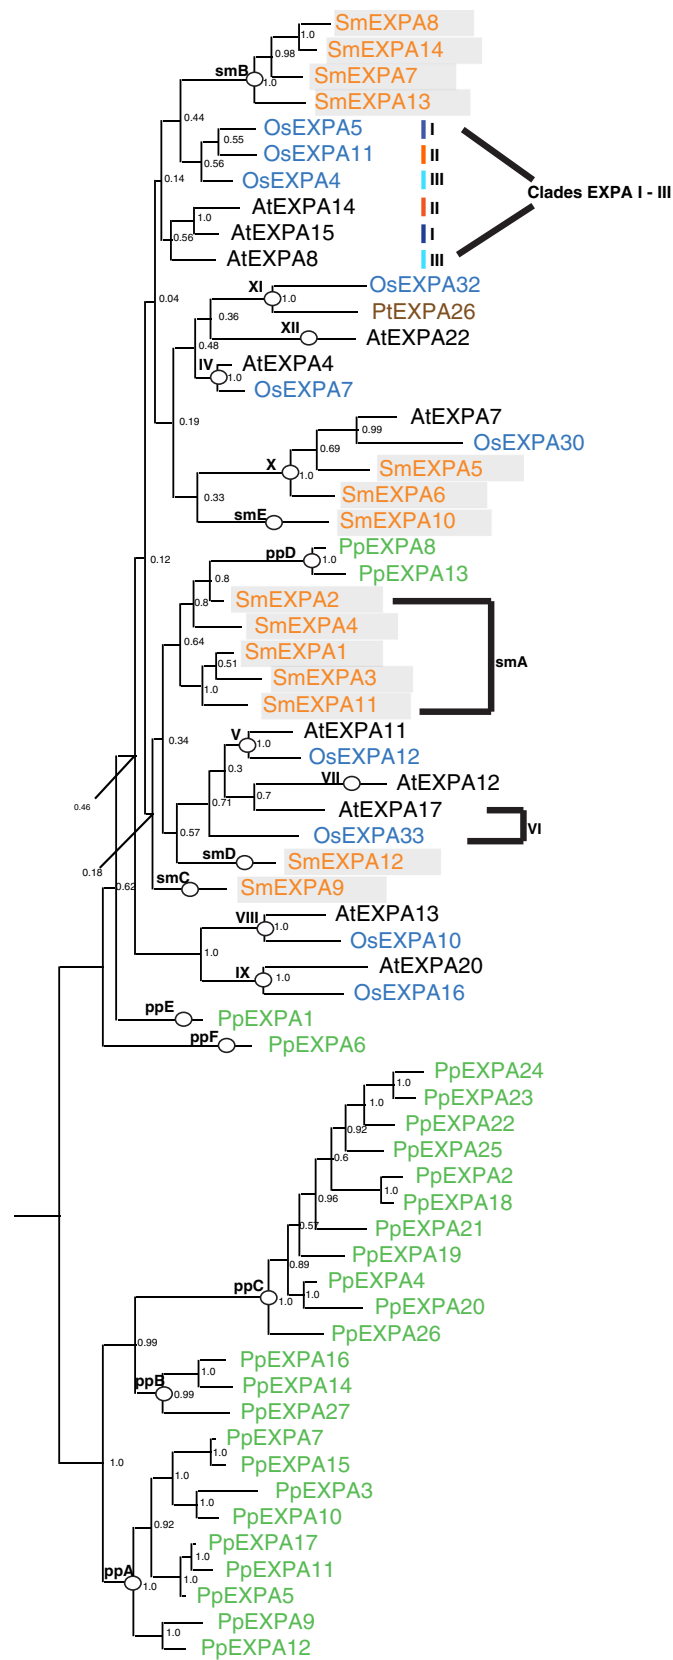 SmEXPA8
1.0
SmEXPA14
0.98
smB
1.0
SmEXPA7
SmEXPA13
0.44
OsEXPA5
I
0.55
OsEXPA11
II
0.56
OsEXPA4
III
0.14
Clades EXPA I - III
AtEXPA14
II
1.0
AtEXPA15
I
0.56
AtEXPA8
III
XI
OsEXPA32
0.04
1.0
PtEXPA26
0.36
XII
AtEXPA22
0.48
IV
AtEXPA4
1.0
OsEXPA7
AtEXPA7
0.19
0.99
OsEXPA30
0.69
X
SmEXPA5
1.0
SmEXPA6
0.33
smE
SmEXPA10
ppD
PpEXPA8
0.12
1.0
PpEXPA13
0.8
0.8
SmEXPA2
SmEXPA4
0.64
SmEXPA1
0.51
smA
SmEXPA3
1.0
SmEXPA11
V
AtEXPA11
0.34
1.0
OsEXPA12
0.3
VII
AtEXPA12
0.46
0.7
0.71
AtEXPA17
VI
0.57
OsEXPA33
smD
SmEXPA12
0.18
smC
SmEXPA9
0.62
VIII
AtEXPA13
1.0
OsEXPA10
1.0
AtEXPA20
IX
1.0
OsEXPA16
ppE
PpEXPA1
ppF
PpEXPA6
PpEXPA24
1.0
PpEXPA23
1.0
PpEXPA22
0.92
PpEXPA25
0.6
PpEXPA2
1.0
0.96
PpEXPA18
0.57
PpEXPA21
PpEXPA19
0.89
ppC
PpEXPA4
1.0
1.0
PpEXPA20
PpEXPA26
0.99
PpEXPA16
1.0
ppB
PpEXPA14
0.99
PpEXPA27
PpEXPA7
1.0
1.0
PpEXPA15
1.0
PpEXPA3
1.0
PpEXPA10
0.92
PpEXPA17
1.0
ppA
PpEXPA11
1.0
1.0
PpEXPA5
PpEXPA9
1.0
PpEXPA12